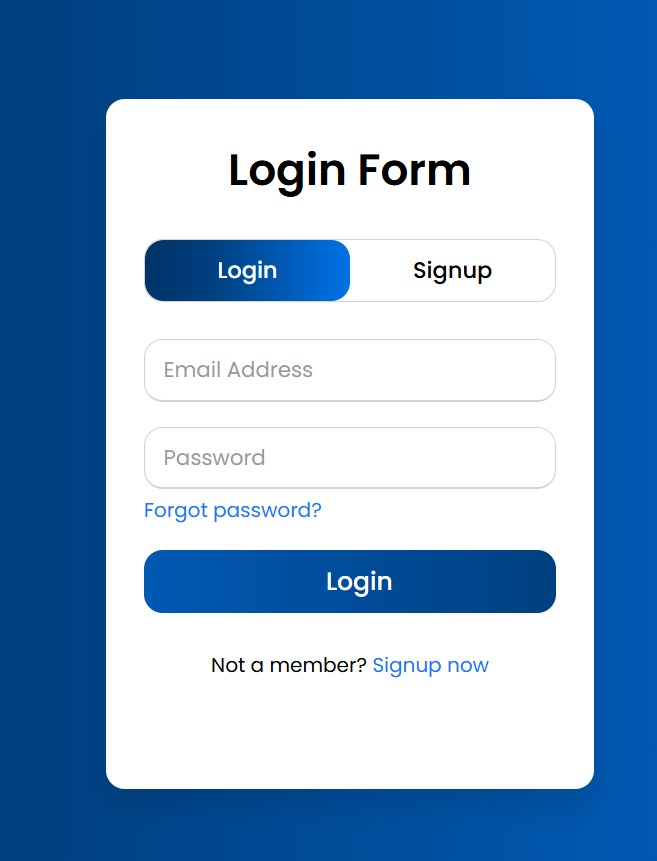 Login Form
Login Signup
Email Address
Password
Forgot password?
Login
Not a member? Signup now